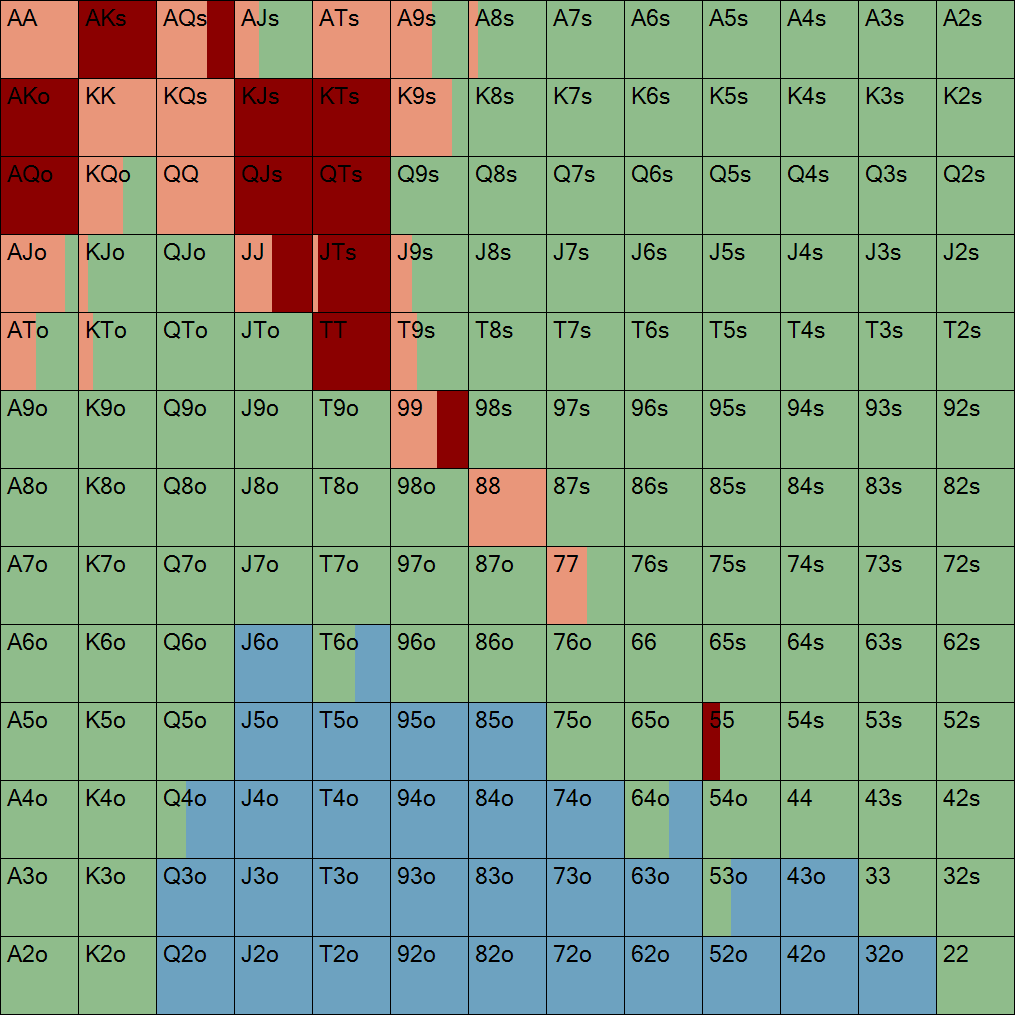 AA AKs AQs AJs ATs A9s A8s A7s A6s A5s A4s A3s A2s
AKo KK KQs KJs KTs K9s K8s K7s K6s K5s K4s K3s K2s
AQo KQo QQ QJs QTs Q9s Q8s Q7s Q6s Q5s Q4s Q3s Q2s
AJo KJo QJo JJ JTs J9s J8s J7s J6s J5s J4s J3s J2s
ATo KTo QTo JTo TT T9s T8s T7s T6s T5s T4s T3s T2s
A9o K9o Q9o J9o T9o 99 98s 97s 96s 95s 94s 93s 92s
A8o K8o Q8o J8o T8o 98o 88 87s 86s 85s 84s 83s 82s
A7o K7o Q7o J7o T7o 97o 87o 77 76s 75s 74s 73s 72s
A6o K6o Q6o J6o T6o 96o 86o 76o 66 65s 64s 63s 62s
A5o K5o Q5o J5o T5o 95o 85o 75o 65o 55 54s 53s 52s
A4o K4o Q4o J4o T4o 94o 84o 74o 64o 54o 44 43s 42s
A3o K3o Q3o J3o T3o 93o 83o 73o 63o 53o 43o 33 32s
A2o K2o Q2o J2o T2o 92o 82o 72o 62o 52o 42o 32o 22